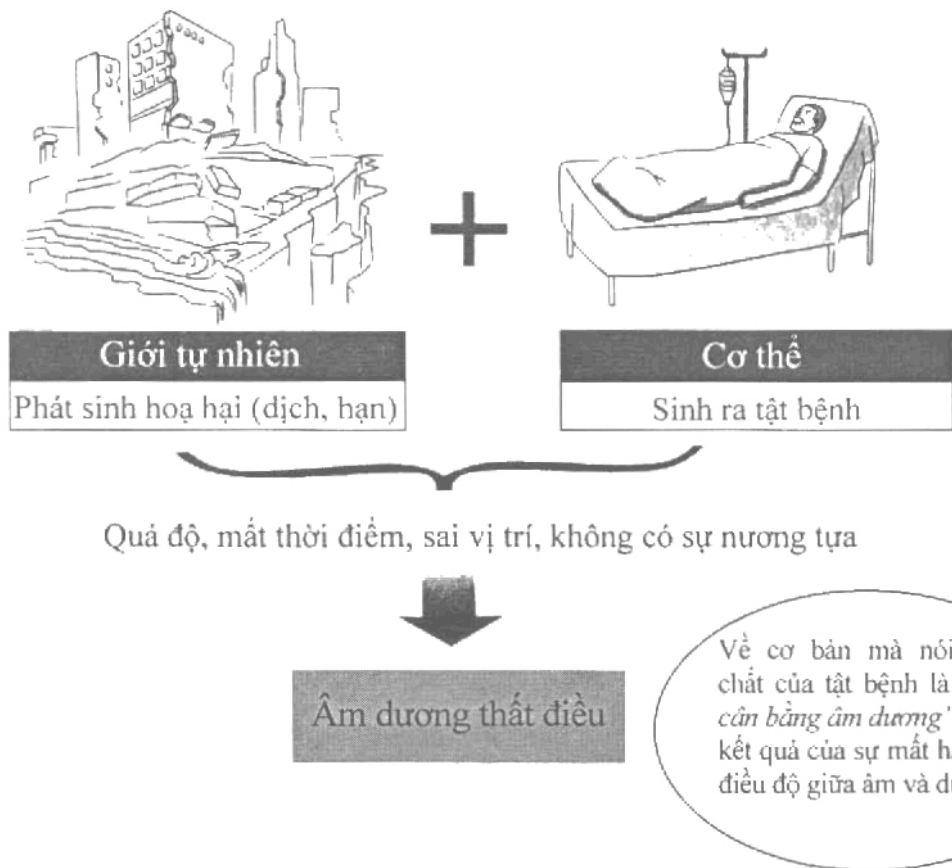 Giới tự nhiên
Phát sinh hoạ hại (dịch, hạn)
Cơ thể
Sinh ra tật bệnh
Quá độ, mất thời điểm, sai vị trí, không có sự nương tựa
Âm dương thất điều
Về cơ bản mà nói
chất của tật bệnh là
cân bằng âm dương'
kết quả của sự mất
điều độ giữa âm và